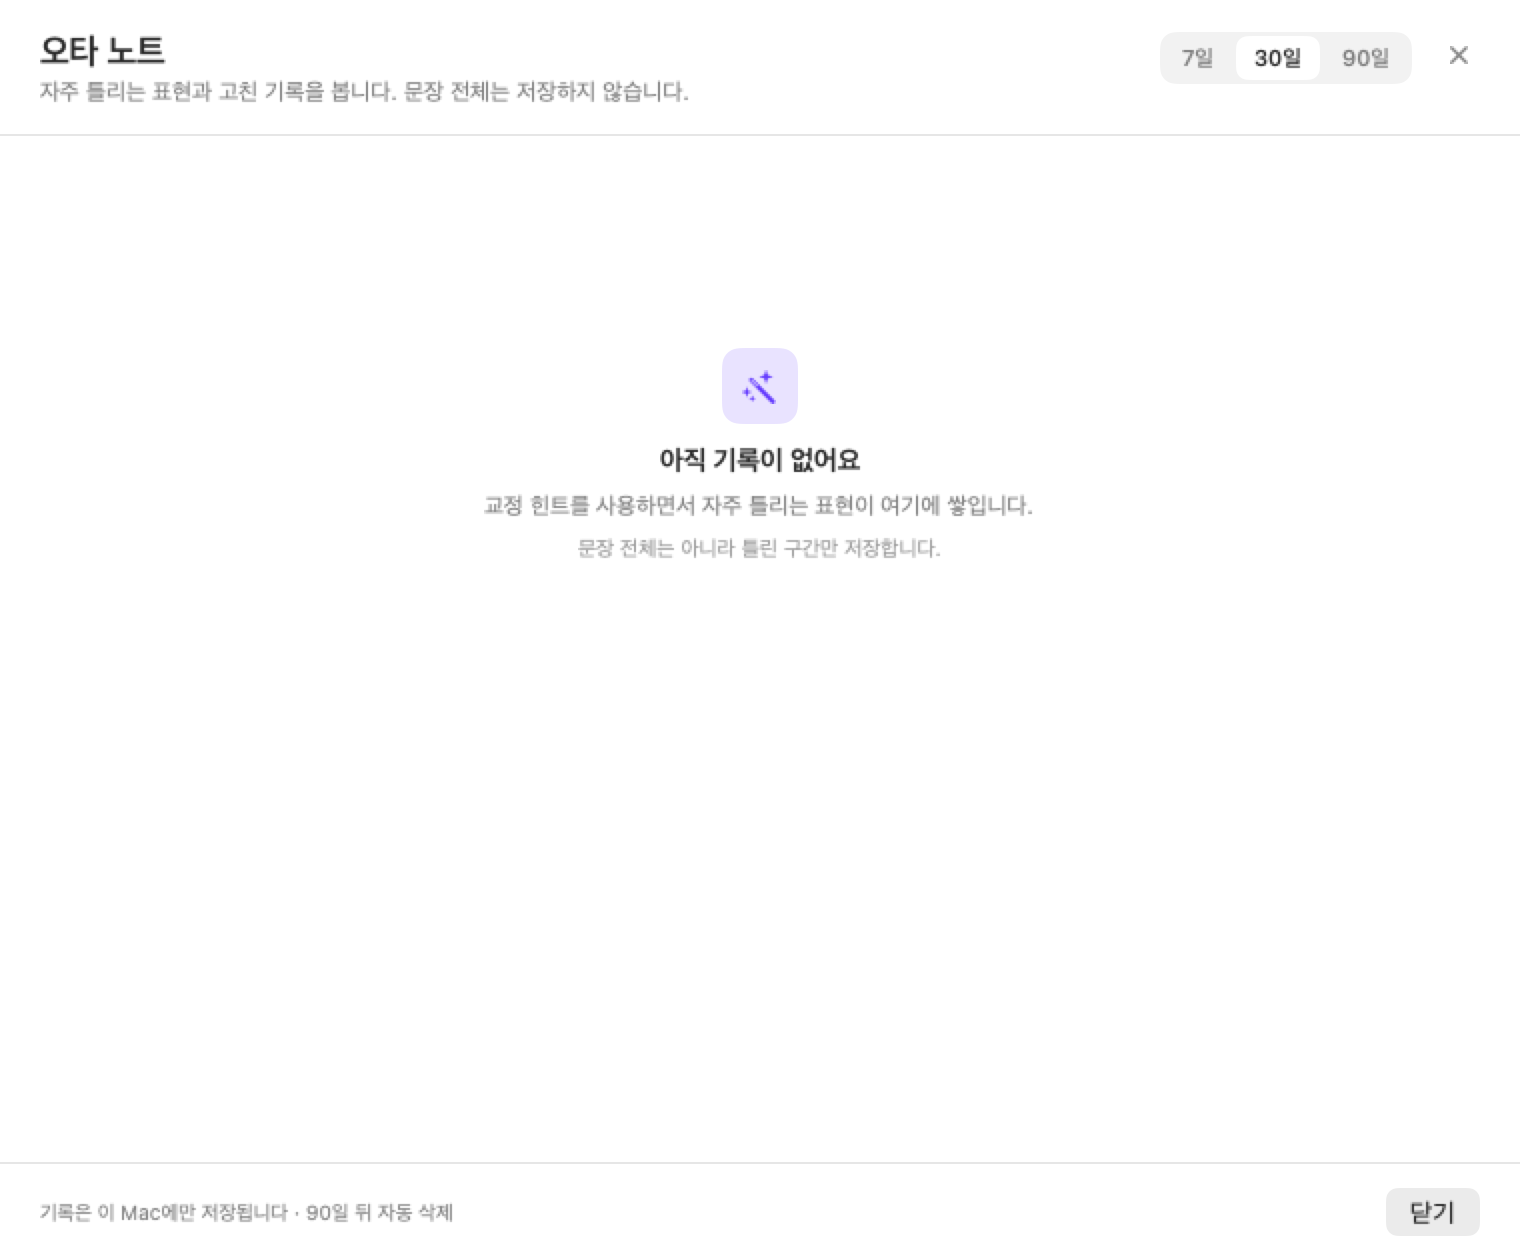 오타 노트
7일 30일 90일
자주 틀리는 표현과 고친 기록을 봅니다. 문장 전체는 저장하지 않습니다.
아직 기록이 없어요
교정 힌트를 사용하면서 자주 틀리는 표현이 여기에 쌓입니다.
문장 전체는 아니라 틀린 구간만 저장합니다.
기록은 이 Mac에만 저장됩니다 · 90일 뒤 자동 삭제
닫기